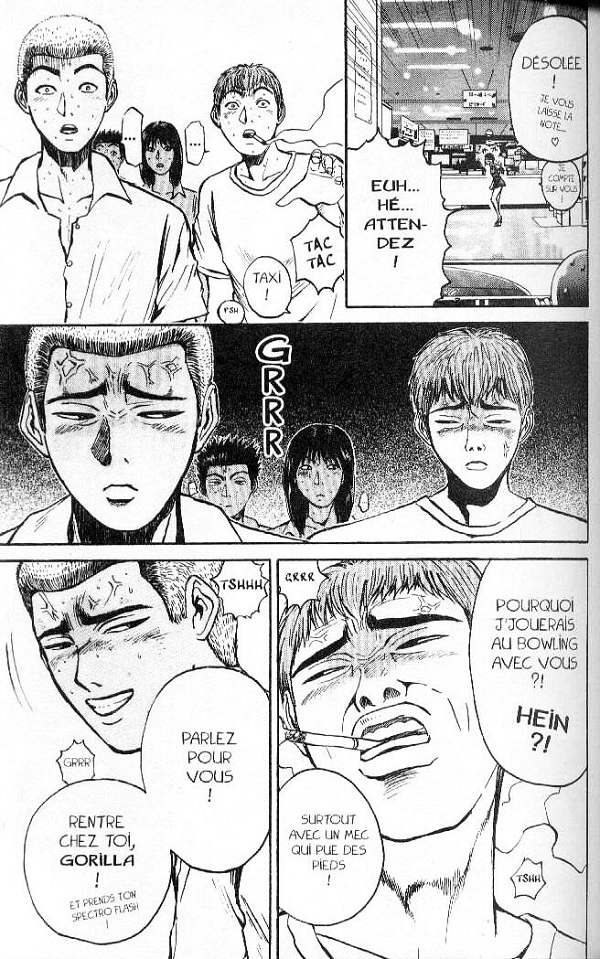 DÉSOLÉE
!
JE VOUS
LAISSE LA
NOTE...
♡
JE
COMPTE
SUR VOUS
!
EUH...
HÉ...
ATTEN-
DEZ
!
...
...
TAC
TAC
TAXI
!
PSH
GRRR
TSHHH
PARLEZ
POUR
VOUS
!
GRRR
RENTRE
CHEZ TOI,
GORILLA
!
ET PRENDS TON
SPECTRO FLASH
!
GRRR
POURQUOI
J'JOUERAIS
AU BOWLING
AVEC VOUS
?!
HEIN
?!
SURTOUT
AVEC UN MEC
QUI PUE DES
PIEDS
!
TSHH